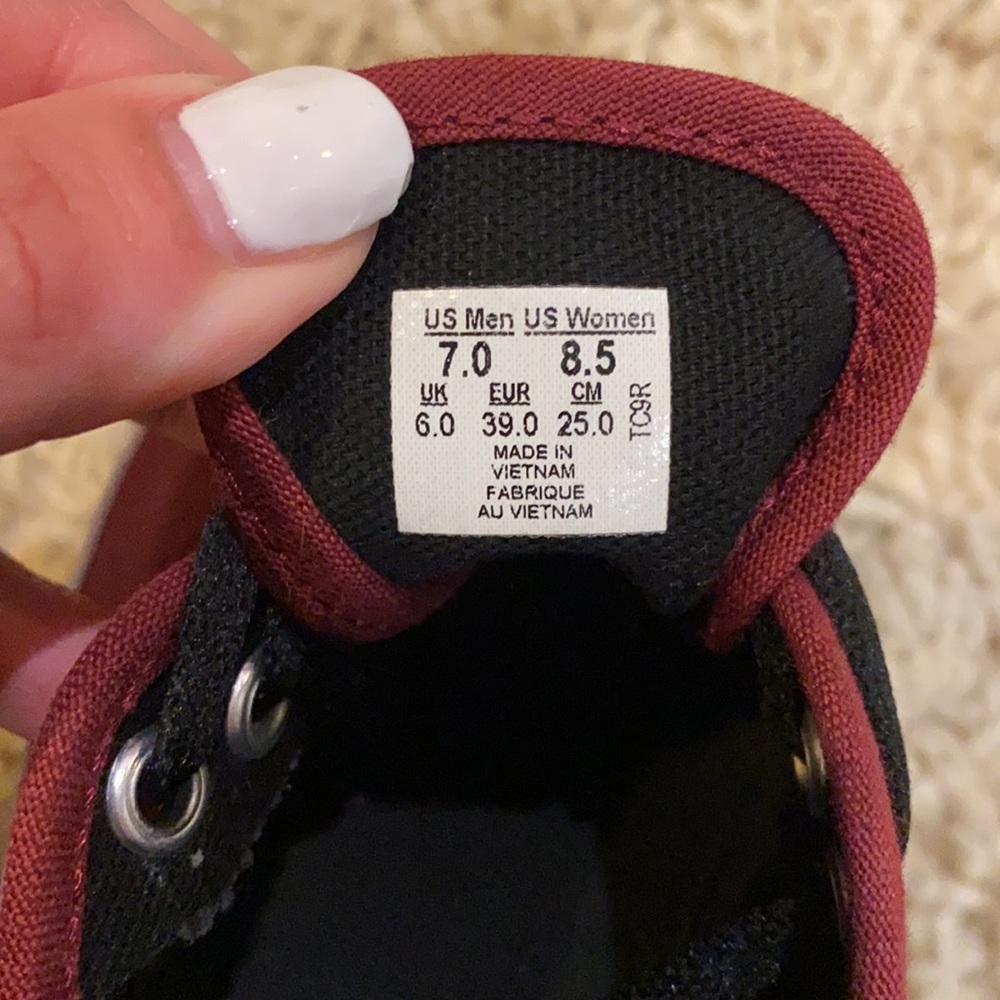 US Men US Women
7.0 8.5
UK EUR CM
6.0 39.0 25.0
TC9R
MADE IN
VIETNAM
FABRIQUE
AU VIETNAM